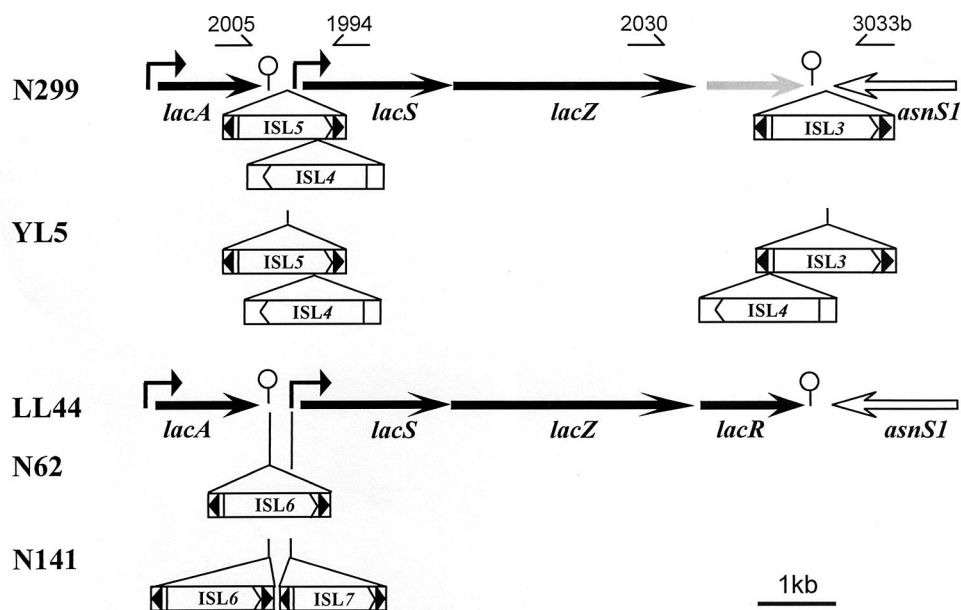 2005 1994 2030 3033b
N299
lacA lacS lacZ asnS1
ISL5 ISL3
ISL4
YL5
ISL5 ISL3
ISL4 ISL4
LL44
lacA lacS lacZ lacR asnS1
N62
ISL6
N141
ISL6 ISL7
1kb